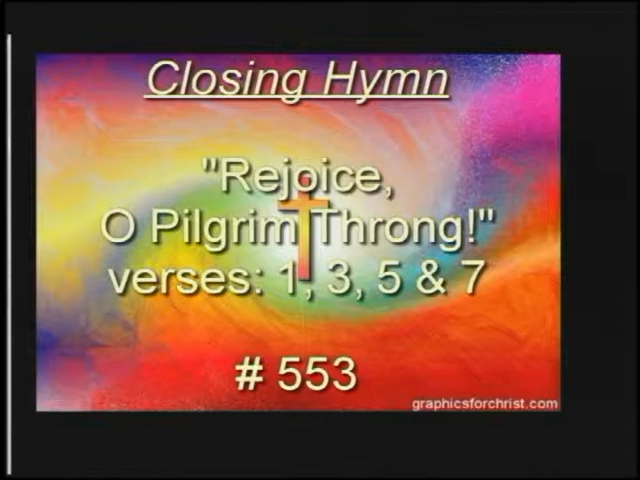 Closing Hymn
"Rejoice,
O Pilgrim Throng!"
verses: 1, 3, 5 & 7
# 553
graphicsforchrist.com